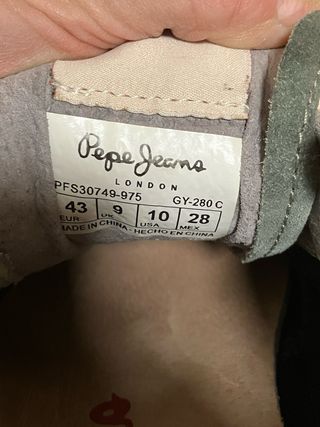 Pepe Jeans
LONDON
PFS30749-975 GY-280 C
43 9 10 28
EUR UK USA MEX
MADE IN CHINA - HECHO EN CHINA